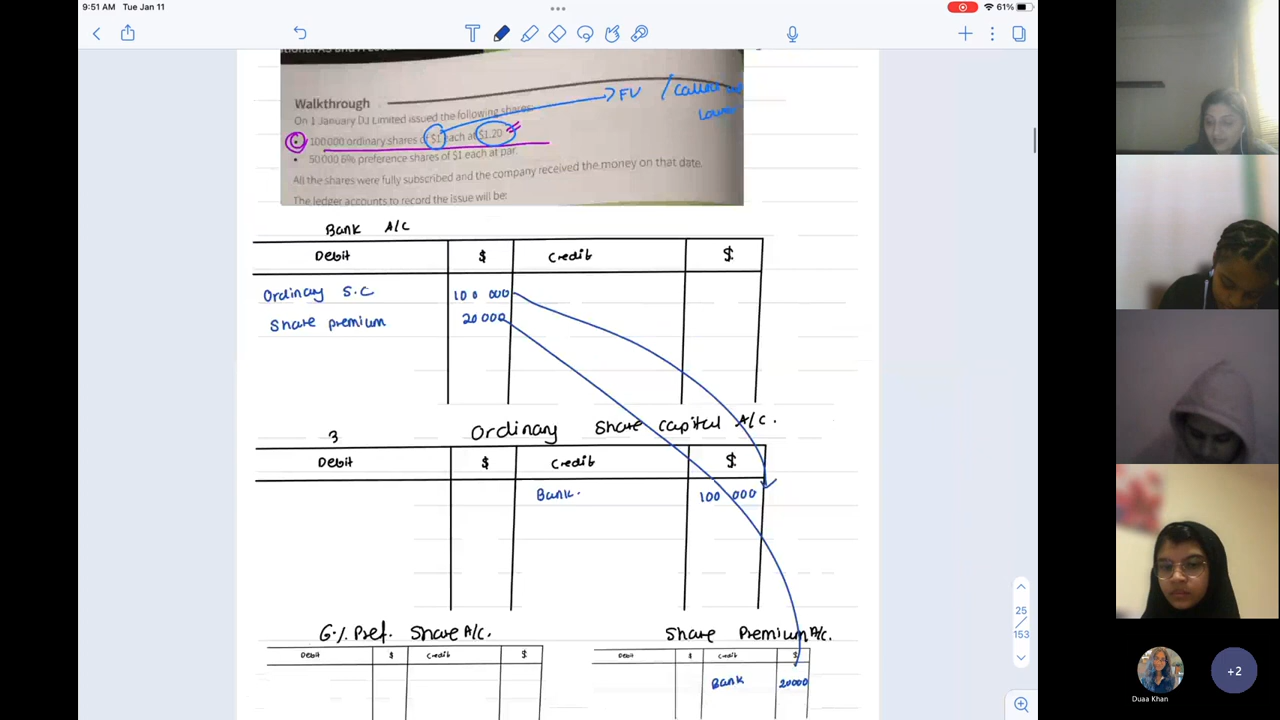 9:51 AM Tue Jan 11
61%
Walkthrough
On 1 January DJ Limited issued the following shares:
• 100 000 ordinary shares of $1 each at $1.20
• 50 000 6% preference shares of $1 each at par.
All the shares were fully subscribed and the company received the money on that date.
The ledger accounts to record the issue will be:
FV /
Bank A/C
Debit $ Credit $
Ordinary S.C 100 000
Share premium 20 000
3 Ordinary Share Capital A/C.
Debit $ Credit $
Bank. 100 000
6.% Pref. Share A/C.
Debit $ Credit $
Share Premium A/C.
Debit $ Credit $
Bank 20000
25
/
153
Duaa Khan
+2